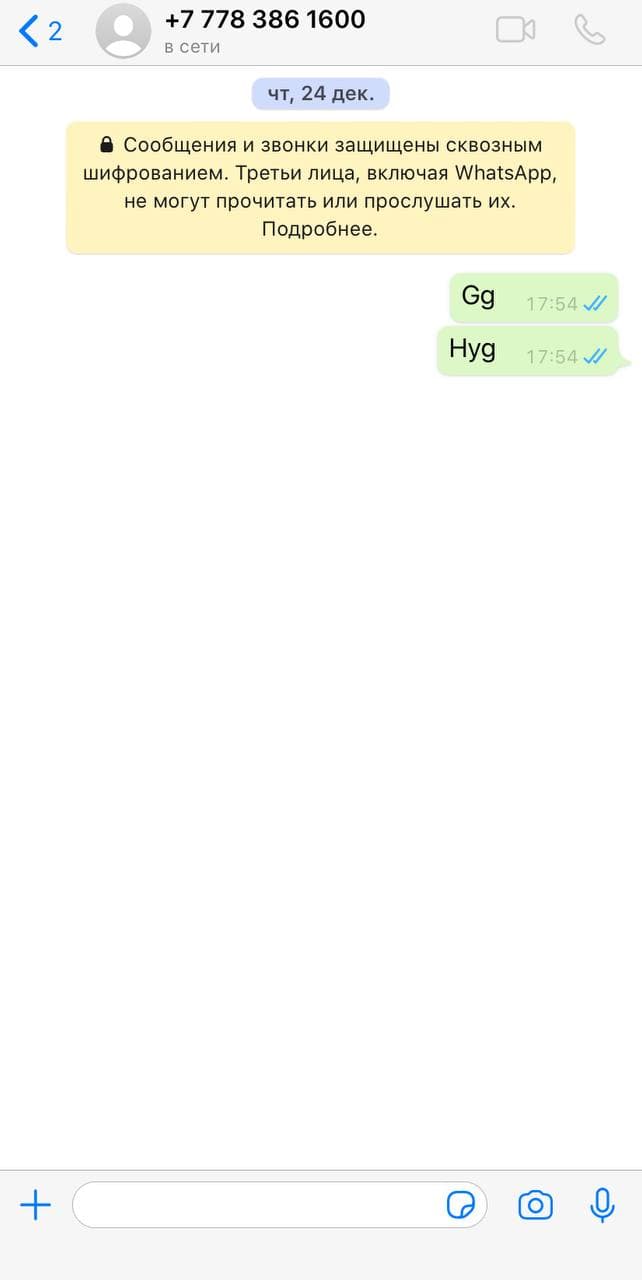 2
+7 778 386 1600
в сети
чт, 24 дек.
Сообщения и звонки защищены сквозным
шифрованием. Третьи лица, включая WhatsApp,
не могут прочитать или прослушать их.
Подробнее.
Gg 17:54
Hyg 17:54